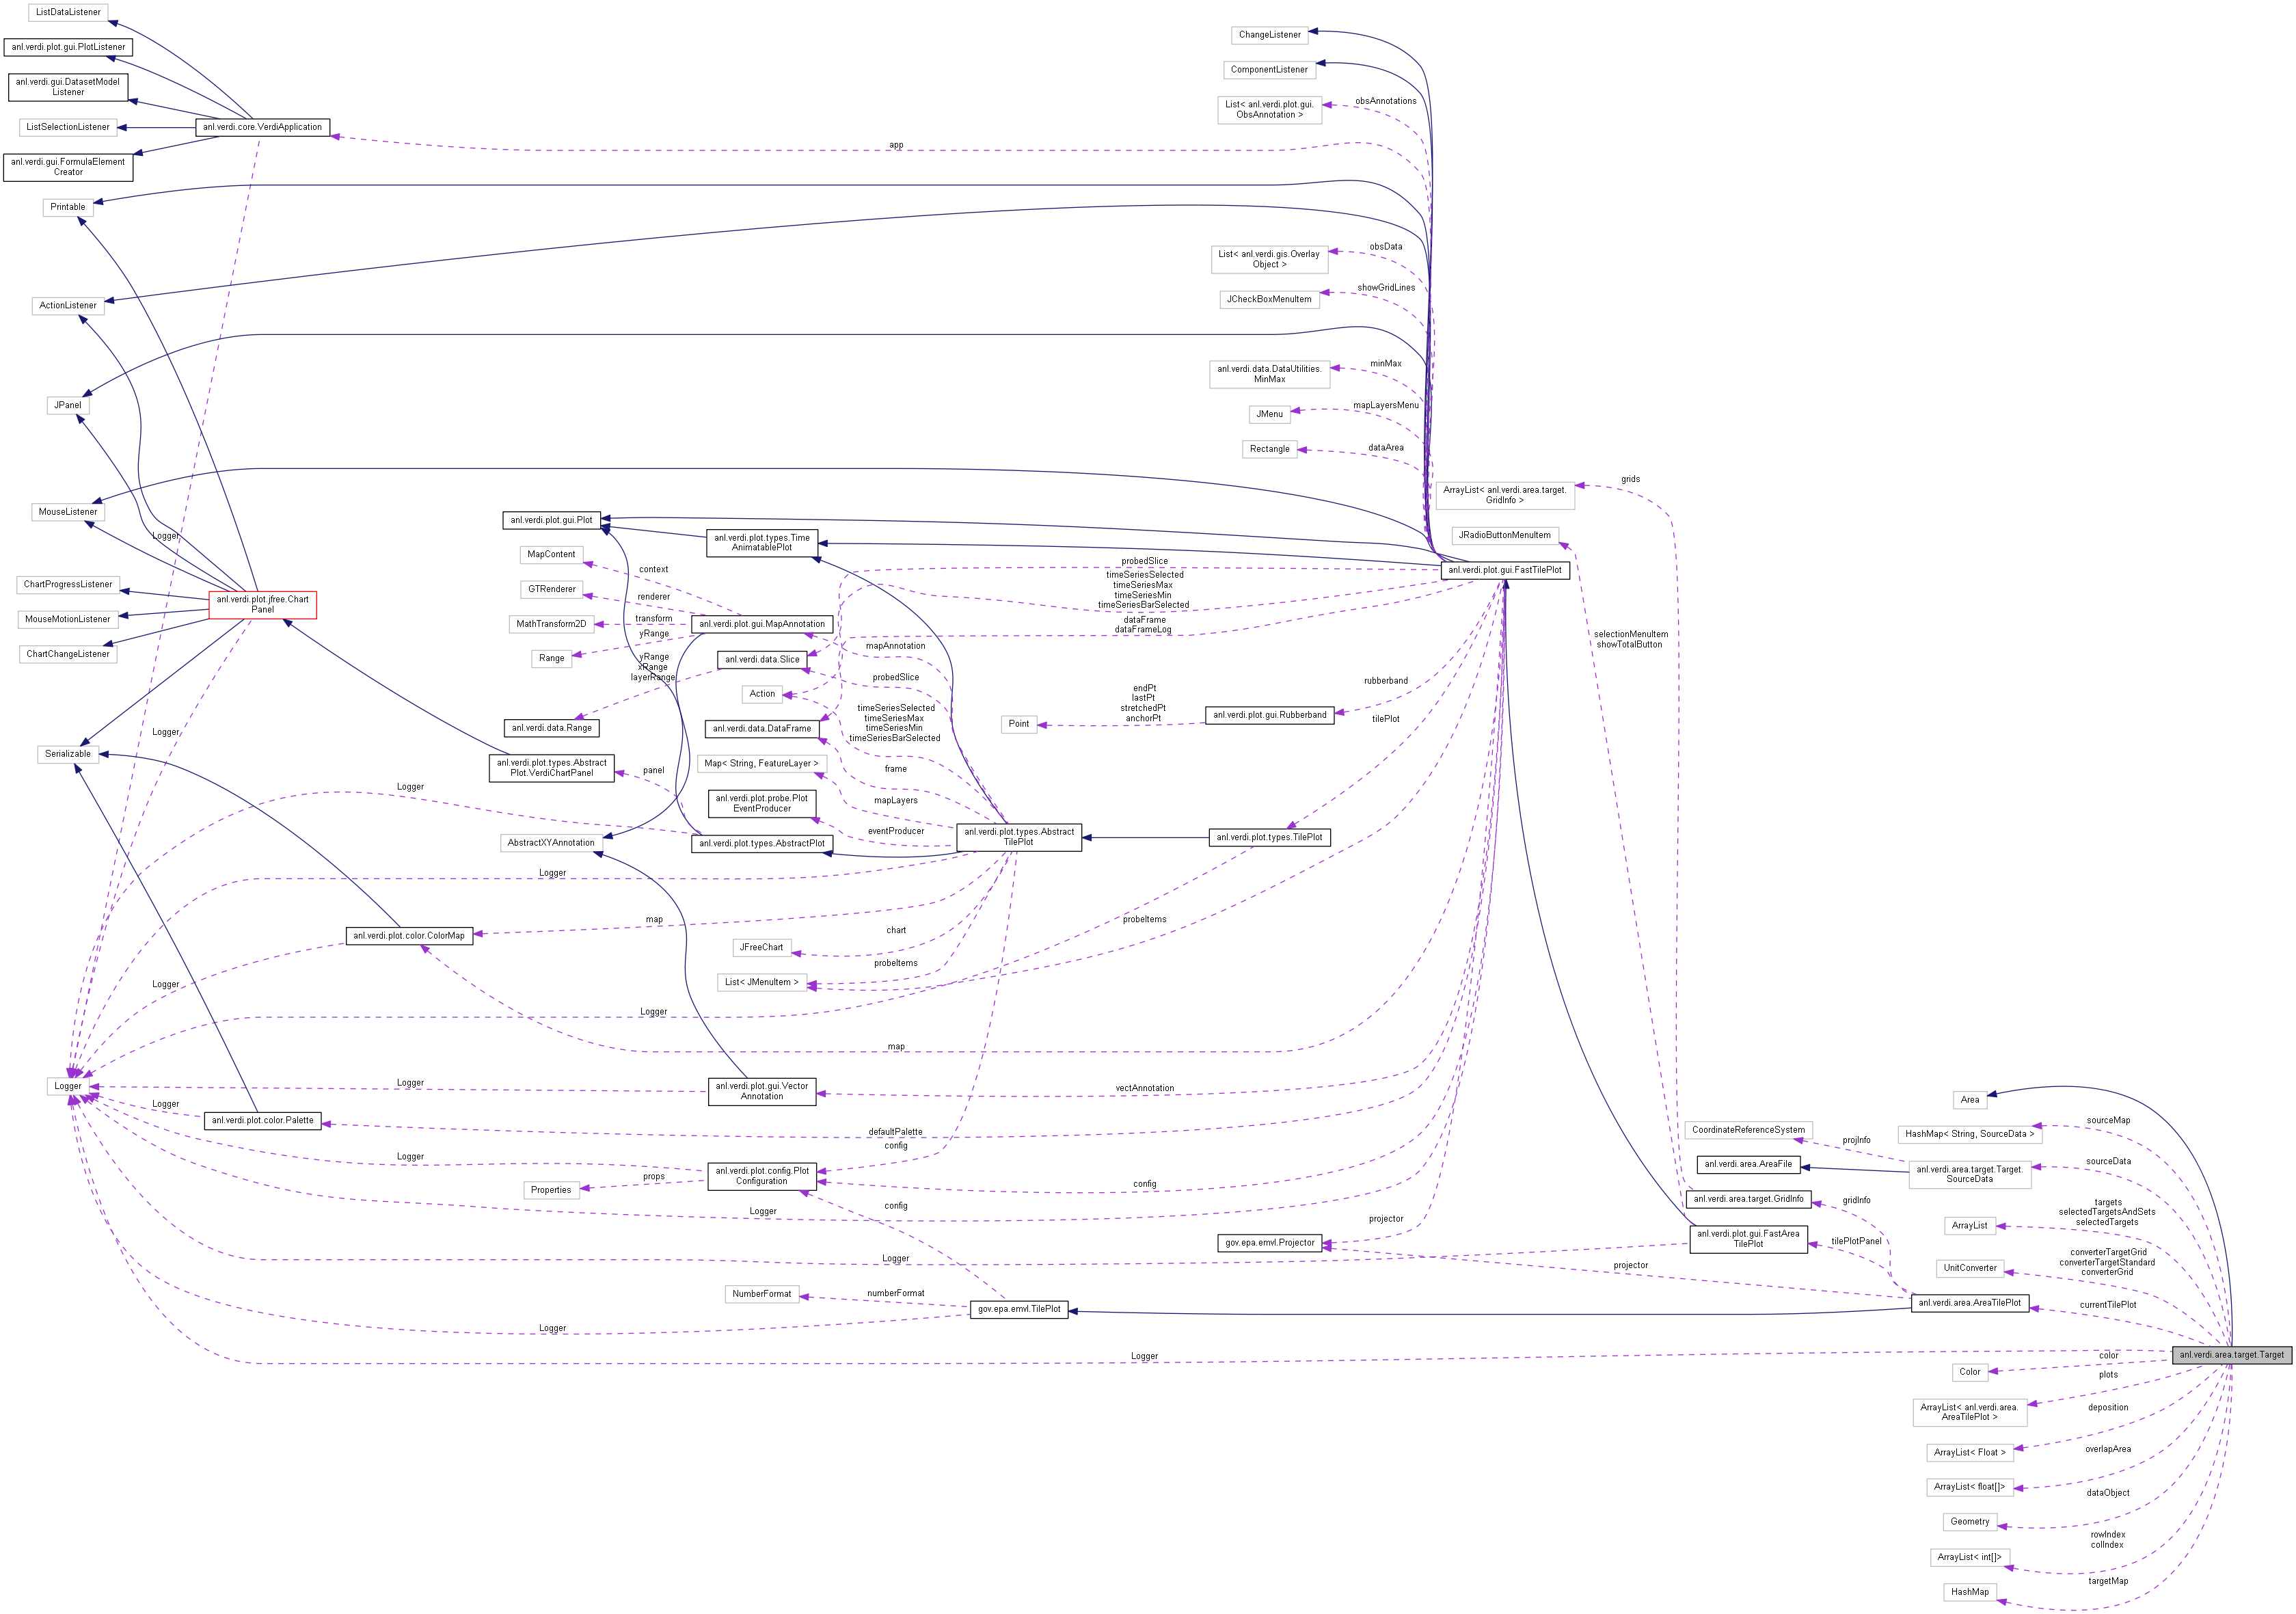 ListDataListener
anl.verdi.plot.gui.PlotListener
anl.verdi.gui.DatasetModel
Listener
ListSelectionListener
anl.verdi.core.VerdiApplication
anl.verdi.gui.FormulaElement
Creator
Printable
ActionListener
JPanel
MouseListener
Logger
ChartProgressListener
MouseMotionListener
ChartChangeListener
anl.verdi.plot.jfree.Chart
Panel
Logger
Serializable
Logger
anl.verdi.plot.color.ColorMap
Logger
Logger
Logger
anl.verdi.plot.color.Palette
anl.verdi.plot.gui.Plot
MapContent
GTRenderer
MathTransform2D
Range
anl.verdi.data.Range
anl.verdi.plot.types.Abstract
Plot.VerdiChartPanel
AbstractXYAnnotation
Logger
Logger
Properties
Logger
context
renderer
transform
yRange
yRange
xRange
layerRange
panel
Logger
map
Logger
props
anl.verdi.plot.types.Time
AnimatablePlot
anl.verdi.plot.gui.MapAnnotation
anl.verdi.data.Slice
Action
anl.verdi.data.DataFrame
Map< String, FeatureLayer >
anl.verdi.plot.probe.Plot
EventProducer
anl.verdi.plot.types.AbstractPlot
JFreeChart
List< JMenuItem >
anl.verdi.plot.gui.Vector
Annotation
anl.verdi.plot.config.Plot
Configuration
Logger
NumberFormat
app
mapAnnotation
probedSlice
timeSeriesSelected
timeSeriesMax
timeSeriesMin
timeSeriesBarSelected
frame
mapLayers
eventProducer
chart
probeItems
map
defaultPalette
config
config
Logger
numberFormat
Point
anl.verdi.plot.types.Abstract
TilePlot
gov.epa.emvl.TilePlot
probedSlice
timeSeriesSelected
timeSeriesMax
timeSeriesMin
timeSeriesBarSelected
dataFrame
dataFrameLog
endPt
lastPt
stretchedPt
anchorPt
probeItems
vectAnnotation
config
Logger
ChangeListener
ComponentListener
List< anl.verdi.plot.gui.
ObsAnnotation >
List< anl.verdi.gis.Overlay
Object >
JCheckBoxMenuItem
anl.verdi.data.DataUtilities.
MinMax
JMenu
Rectangle
anl.verdi.plot.gui.Rubberband
anl.verdi.plot.types.TilePlot
gov.epa.emvl.Projector
obsAnnotations
obsData
showGridLines
minMax
mapLayersMenu
dataArea
rubberband
tilePlot
projector
ArrayList< anl.verdi.area.target.
GridInfo >
JRadioButtonMenuItem
anl.verdi.plot.gui.FastTilePlot
grids
selectionMenuItem
showTotalButton
projector
CoordinateReferenceSystem
anl.verdi.area.AreaFile
anl.verdi.area.target.GridInfo
anl.verdi.plot.gui.FastArea
TilePlot
projInfo
gridInfo
tilePlotPanel
Area
HashMap< String, SourceData >
anl.verdi.area.target.Target.
SourceData
ArrayList
UnitConverter
anl.verdi.area.AreaTilePlot
Color
ArrayList< anl.verdi.area.
AreaTilePlot >
ArrayList< Float >
ArrayList< float[]>
Geometry
ArrayList< int[]>
HashMap
sourceMap
sourceData
targets
selectedTargetsAndSets
selectedTargets
converterTargetGrid
converterTargetStandard
converterGrid
currentTilePlot
color
plots
deposition
overlapArea
dataObject
rowIndex
colIndex
targetMap
anl.verdi.area.target.Target